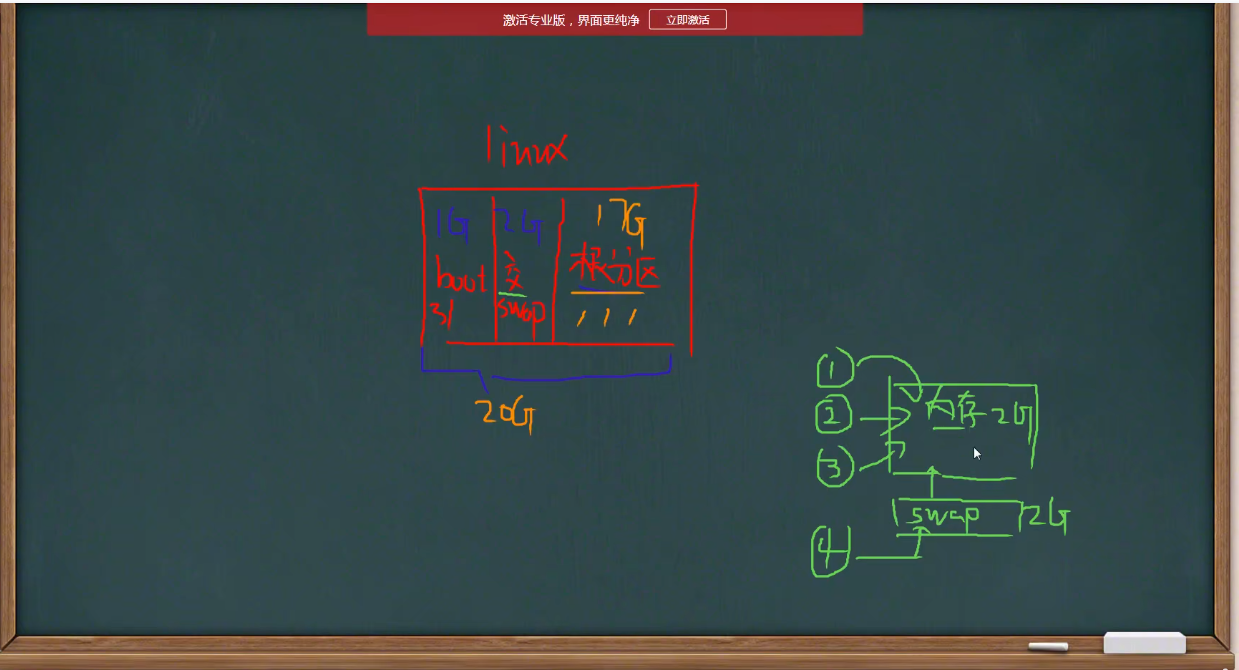 激活专业版，界面更纯净 立即激活
linux
1G 2G 17G
boot 交 根分区
swap
20G
①
② 内存 2G
③
swap 2G
④